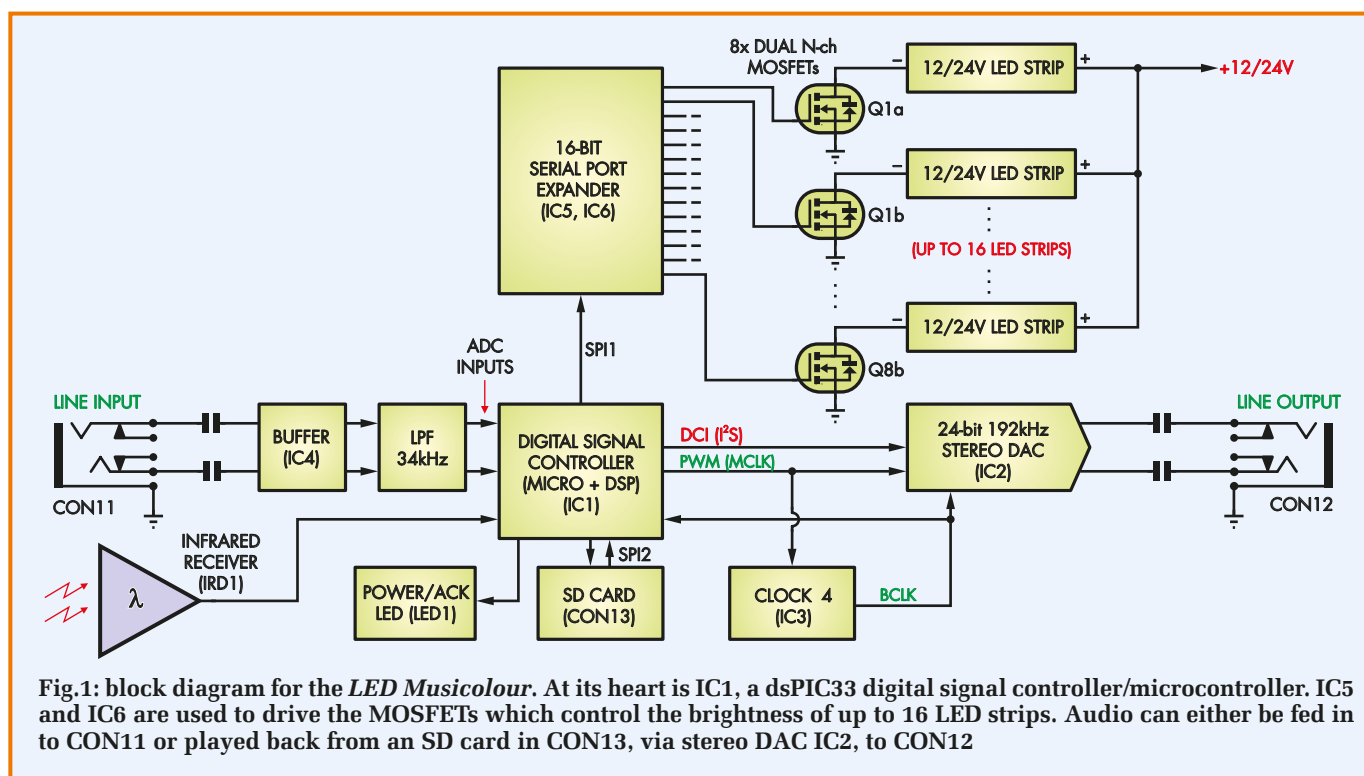 8x DUAL N-ch
MOSFETs
12/24V LED STRIP
– +
+12/24V
Q1a
16-BIT
SERIAL PORT
EXPANDER
(IC5, IC6)
12/24V LED STRIP
– +
Q1b
(UP TO 16 LED STRIPS)
12/24V LED STRIP
– +
Q8b
SPI1
ADC
INPUTS
LINE INPUT
CON11
BUFFER
(IC4)
LPF
34kHz
DIGITAL SIGNAL
CONTROLLER
(MICRO + DSP)
(IC1)
DCI (I²S)
PWM (MCLK)
24-bit 192kHz
STEREO DAC
(IC2)
LINE OUTPUT
CON12
INFRARED
RECEIVER
(IRD1)
λ
POWER/ACK
LED (LED1)
SPI2
SD CARD
(CON13)
CLOCK 4
(IC3)
BCLK
Fig.1: block diagram for the LED Musicolour. At its heart is IC1, a dsPIC33 digital signal controller/microcontroller. IC5
and IC6 are used to drive the MOSFETs which control the brightness of up to 16 LED strips. Audio can either be fed in
to CON11 or played back from an SD card in CON13, via stereo DAC IC2, to CON12